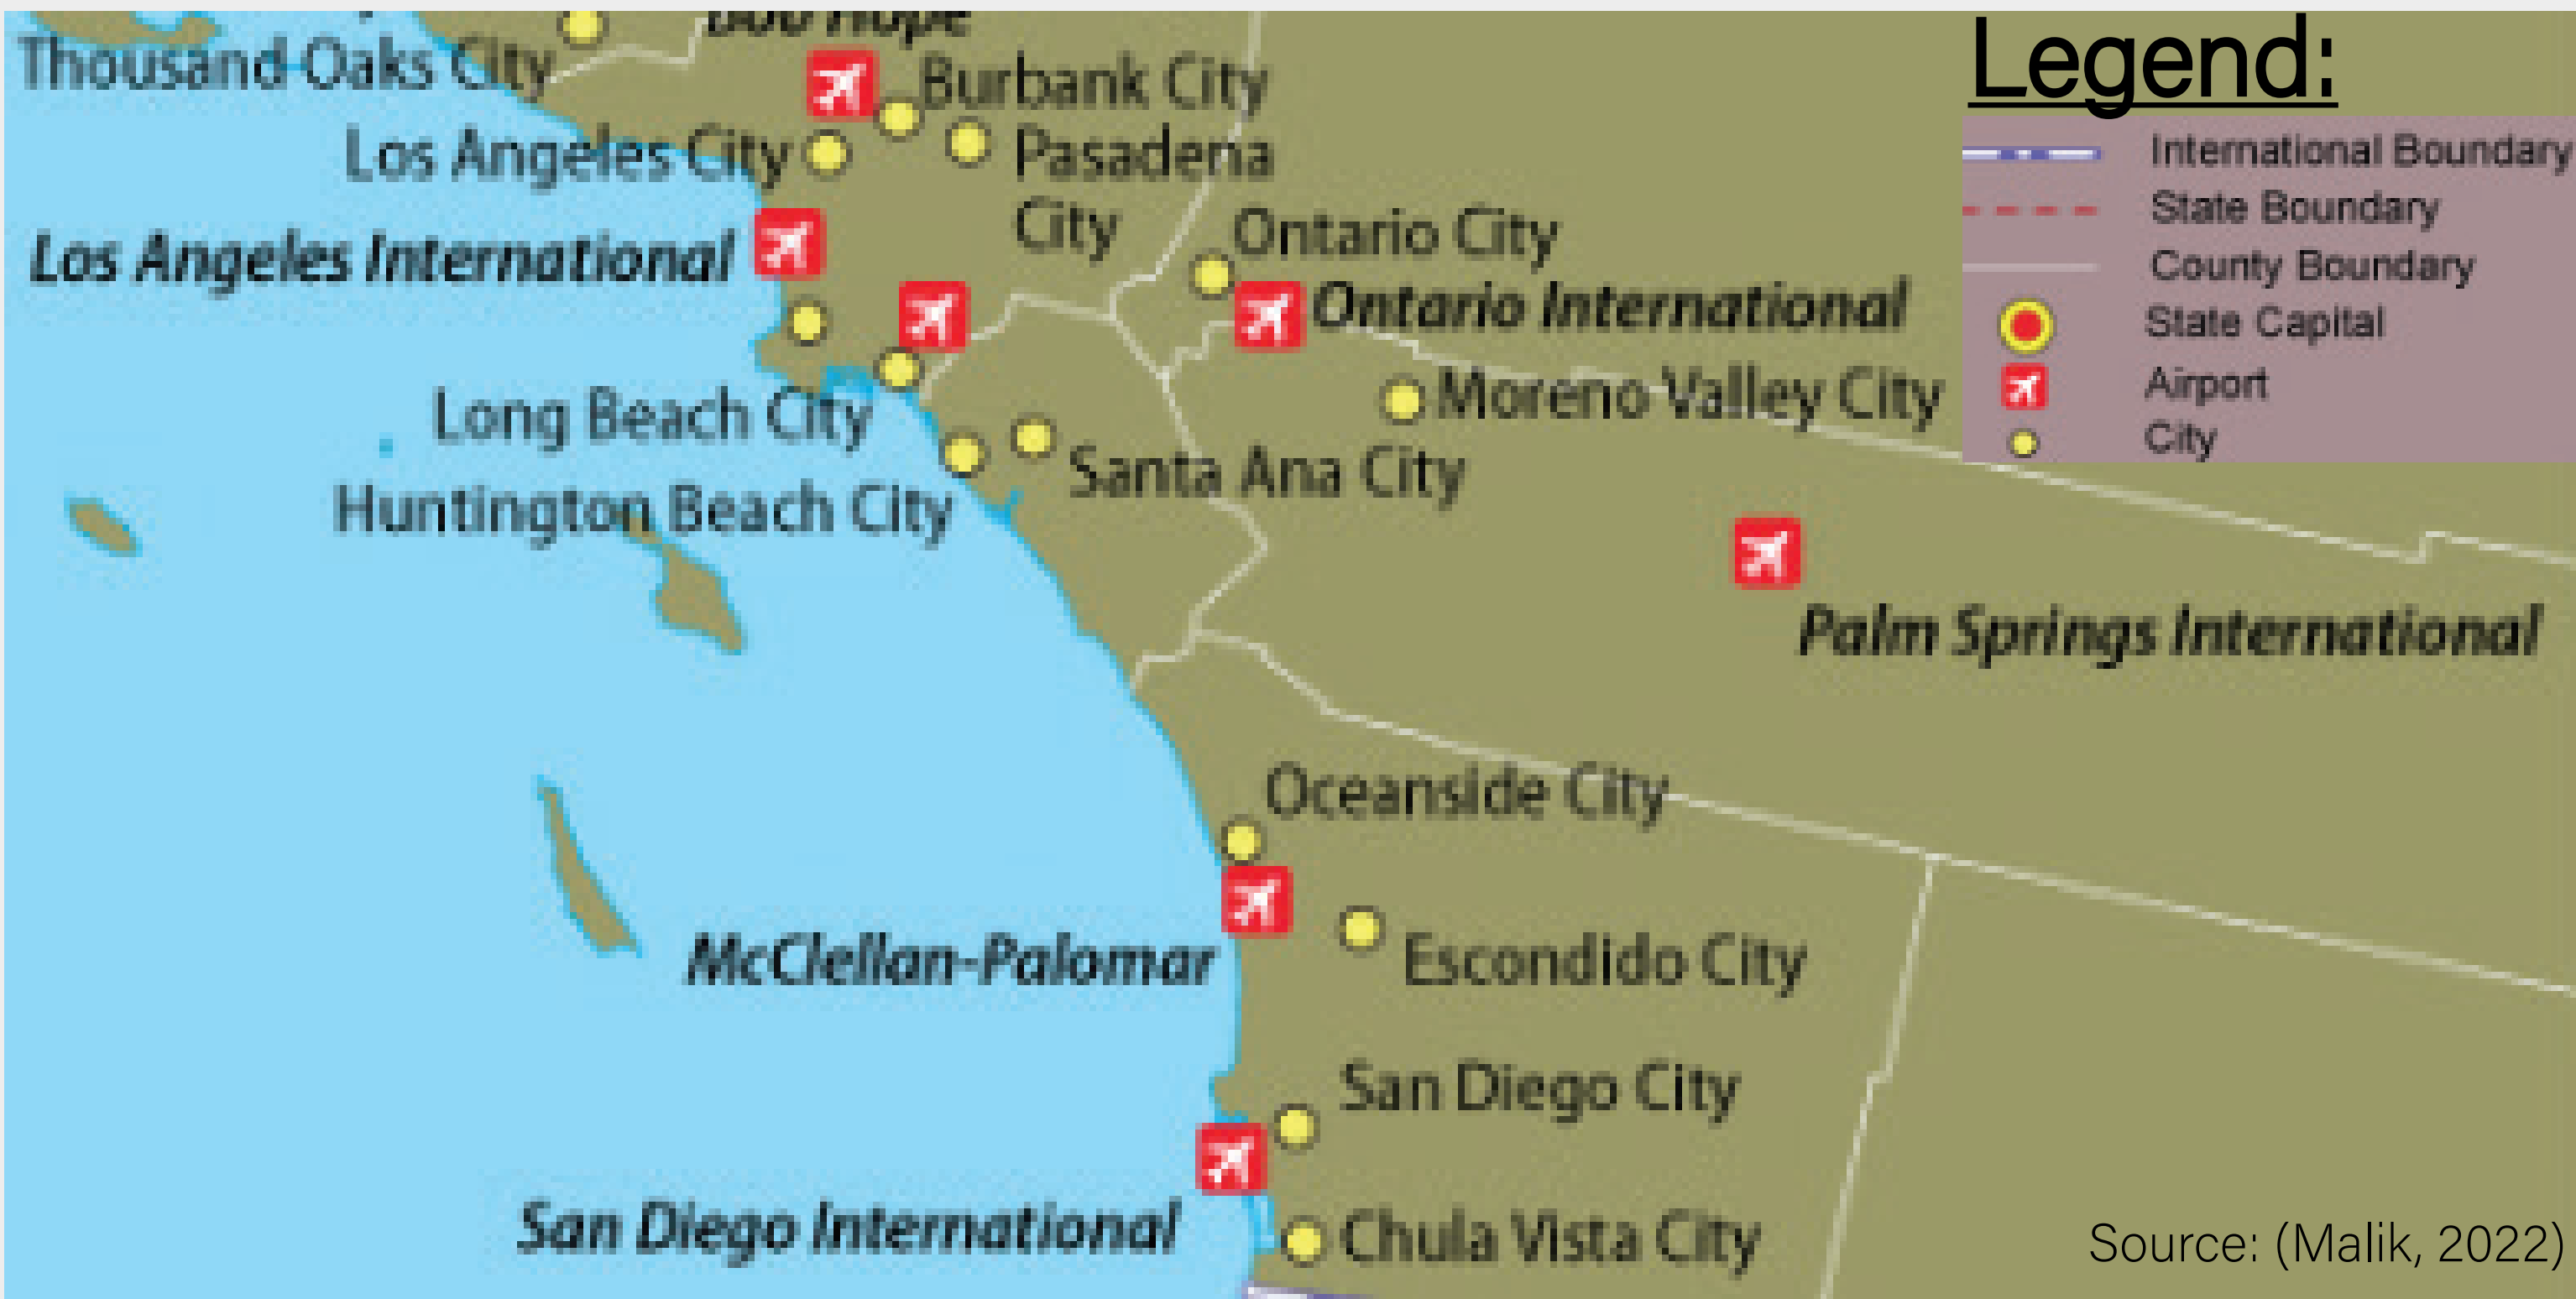 Bob Hope
Thousand Oaks City
Burbank City
Los Angeles City
Pasadena
City
Los Angeles International
Ontario City
Ontario International
Long Beach City
Moreno Valley City
Santa Ana City
Huntington Beach City
Palm Springs International
Oceanside City
McClellan-Palomar
Escondido City
San Diego City
San Diego International
Chula Vista City
Legend:
International Boundary
State Boundary
County Boundary
State Capital
Airport
City
Source: (Malik, 2022)